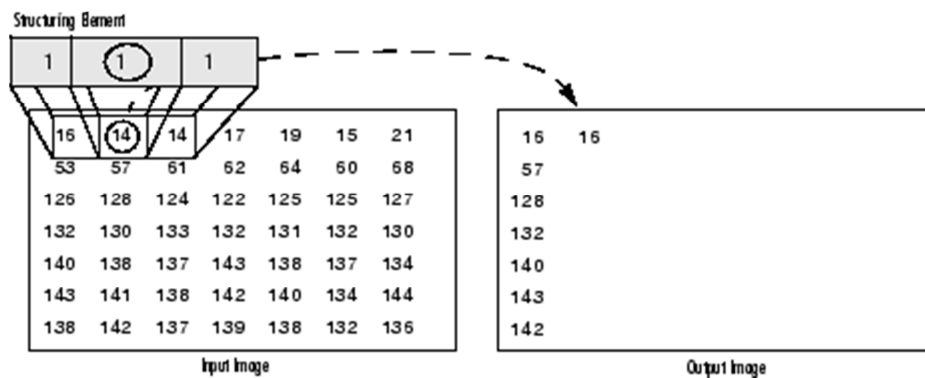 Structuring Element
1 1 1
16 14 14 17 19 15 21
53 57 61 62 64 60 68
126 128 124 122 125 125 127
132 130 133 132 131 132 130
140 138 137 143 138 137 134
143 141 138 142 140 134 144
138 142 137 139 138 132 136
Input Image
16 16
57
128
132
140
143
142
Output Image